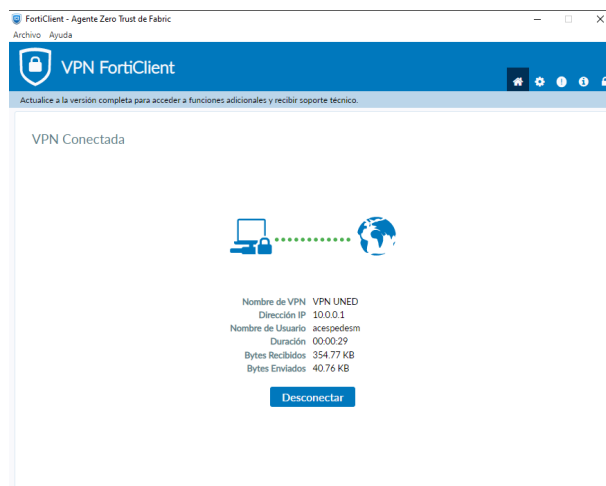 FortiClient - Agente Zero Trust de Fabric
Archivo Ayuda
VPN FortiClient
Actualice a la versión completa para acceder a funciones adicionales y recibir soporte técnico.
VPN Conectada
Nombre de VPN VPN UNED
Dirección IP 10.0.0.1
Nombre de Usuario acespedesm
Duración 00:00:29
Bytes Recibidos 354.77 KB
Bytes Enviados 40.76 KB
Desconectar